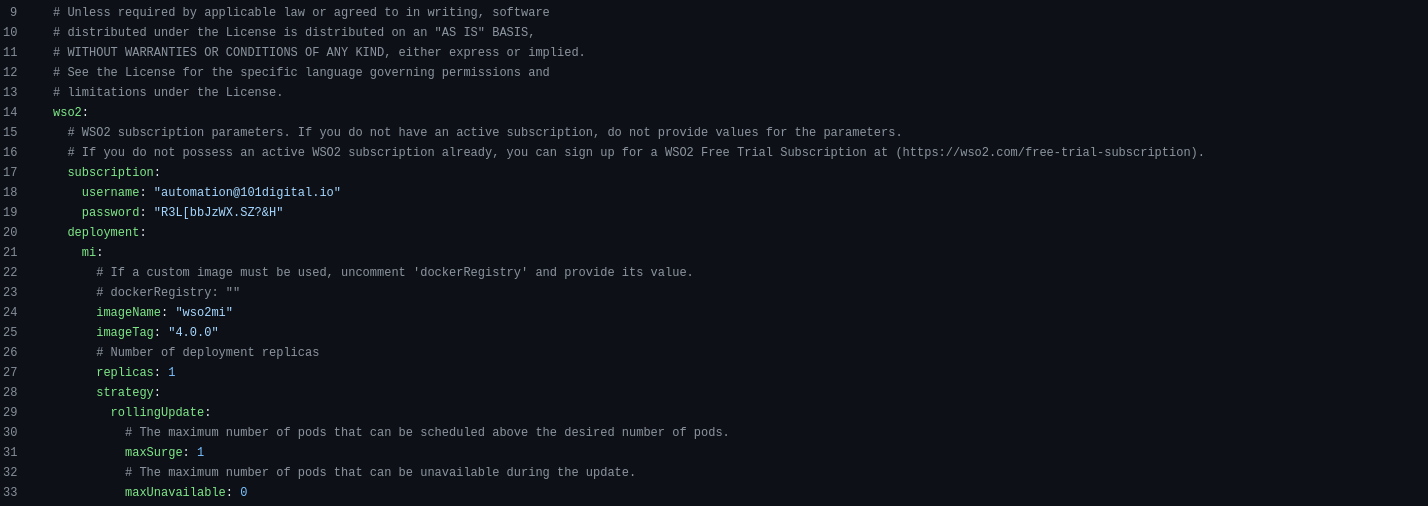 9 # Unless required by applicable law or agreed to in writing, software
10 # distributed under the License is distributed on an "AS IS" BASIS,
11 # WITHOUT WARRANTIES OR CONDITIONS OF ANY KIND, either express or implied.
12 # See the License for the specific language governing permissions and
13 # limitations under the License.
14 wso2:
15   # WSO2 subscription parameters. If you do not have an active subscription, do not provide values for the parameters.
16   # If you do not possess an active WSO2 subscription already, you can sign up for a WSO2 Free Trial Subscription at (https://wso2.com/free-trial-subscription).
17   subscription:
18     username: "automation@101digital.io"
19     password: "R3L[bbJzWX.SZ?&H"
20   deployment:
21     mi:
22       # If a custom image must be used, uncomment 'dockerRegistry' and provide its value.
23       # dockerRegistry: ""
24       imageName: "wso2mi"
25       imageTag: "4.0.0"
26       # Number of deployment replicas
27       replicas: 1
28       strategy:
29         rollingUpdate:
30           # The maximum number of pods that can be scheduled above the desired number of pods.
31           maxSurge: 1
32           # The maximum number of pods that can be unavailable during the update.
33           maxUnavailable: 0